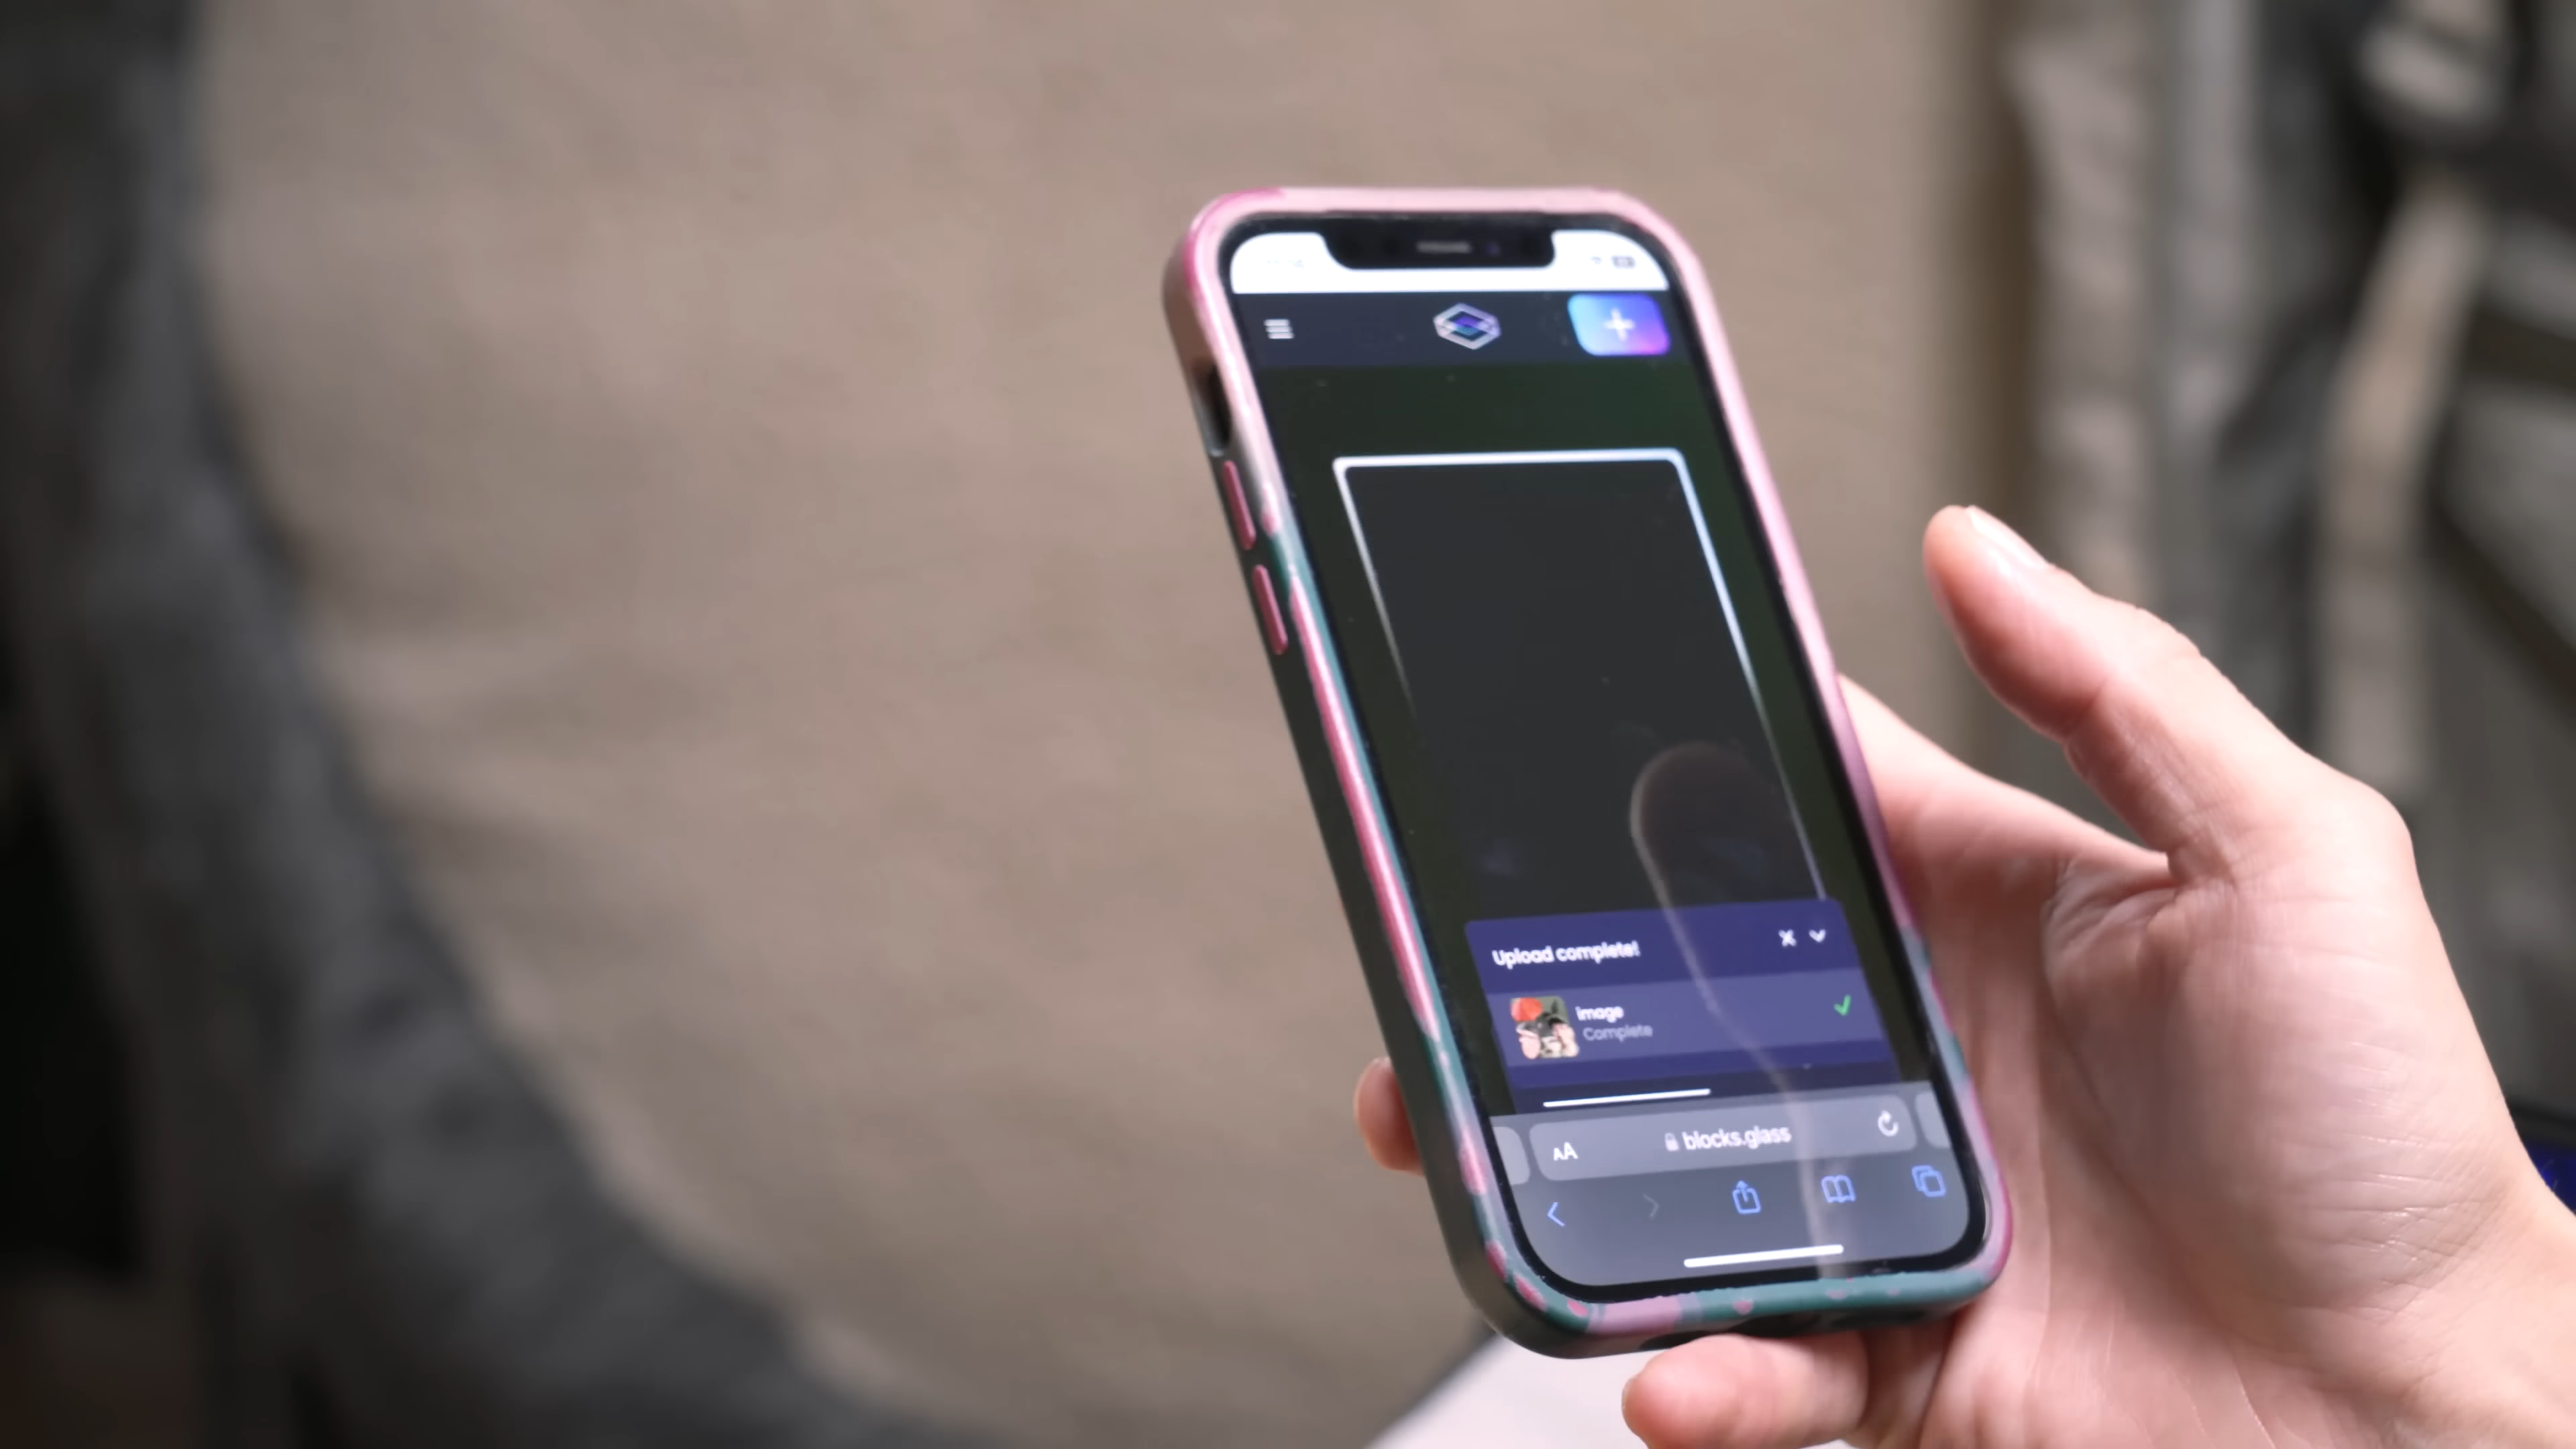 Upload complete!
image
Complete
AA
blocks.glass